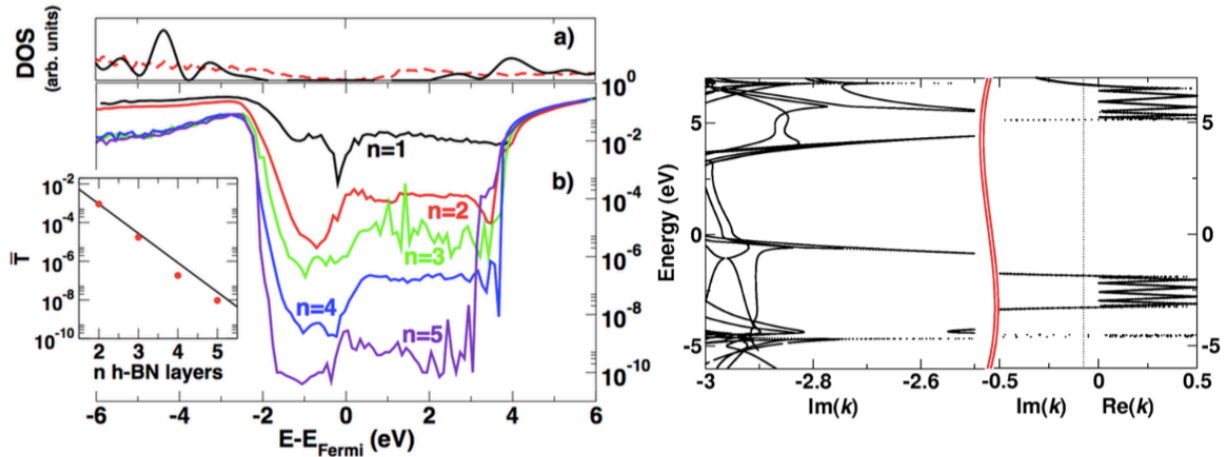 DOS
(arb. units)
a)
10^0
10^-2
10^-4
10^-6
10^-8
10^-10
n=1
b)
n=2
n=3
n=4
n=5
10^-2
10^-4
10^-6
10^-8
10^-10
T̅
2 3 4 5
n h-BN layers
-6 -4 -2 0 2 4 6
E-E_Fermi (eV)
Energy (eV)
5
0
-5
5
0
-5
-3 -2.8 -2.6 -0.5 0 0.5
Im(k) Im(k) Re(k)